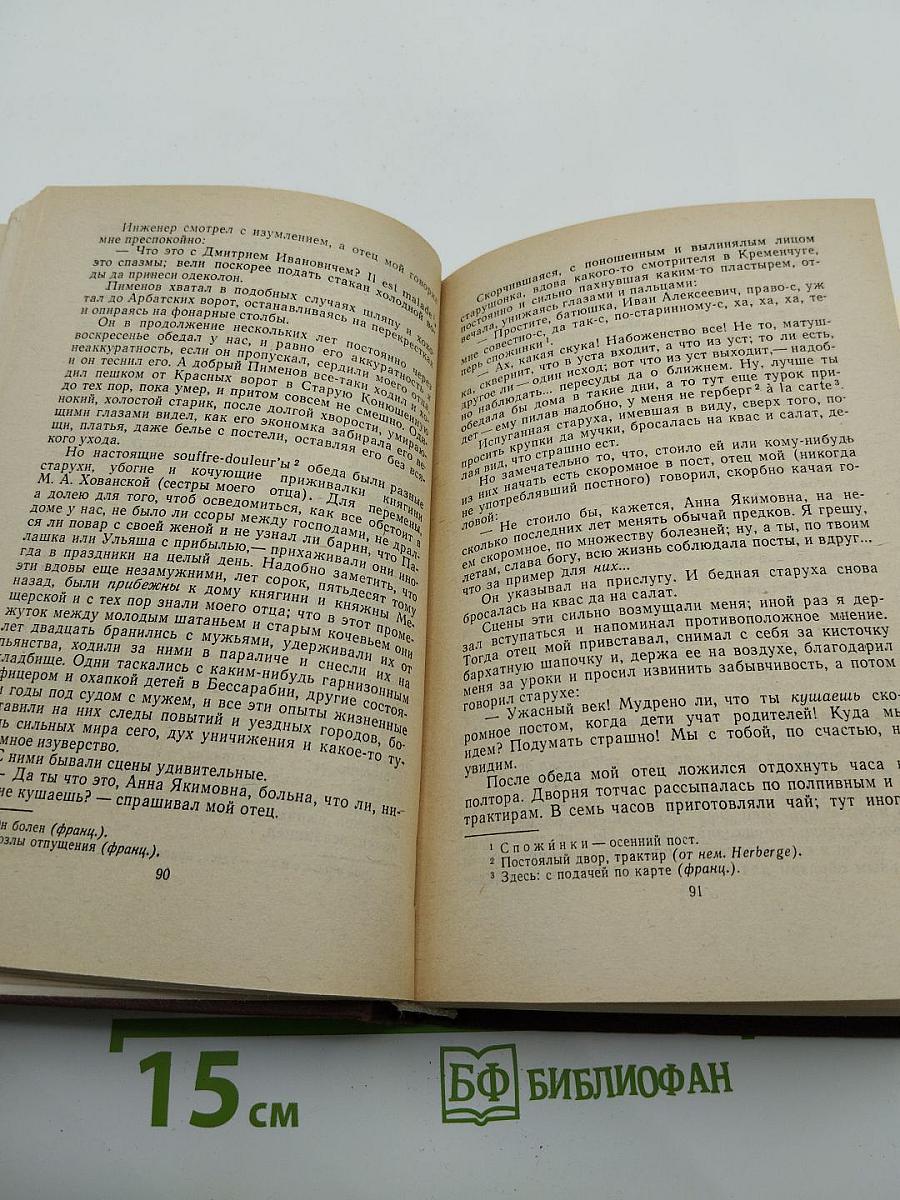 Инженер смотрел с изумлением, а отец мой говорил
мне преспокойно:
— Что это с Дмитрием Ивановичем? Il est malade¹,
это спазмы; вели поскорее подать стакан холодной во
ды да принеси одеколон.
Пименов хватал в подобных случаях шляпу и хохо
тал до Арбатских ворот, останавливаясь на перекрестках
и опираясь на фонарные столбы.
Он в продолжение нескольких лет постоянно через
воскресенье обедал у нас, и равно его аккуратность и
неаккуратность, если он пропускал, сердили моего отца,
и он теснил его. А добрый Пименов все-таки ходил и хо
дил пешком от Красных ворот в Старую Конюшенную
до тех пор, пока умер, и притом совсем не смешно. Оди-
нокий, холостой старик, после долгой хворости, умираю-
щими глазами видел, как его экономка забирала его ве-
щи, платья, даже белье с постели, оставляя его без вся-
кого ухода.
Но настоящие souffre-douleur'ы ² обеда были разные
старухи, убогие и кочующие приживалки княгини
М. А. Хованской (сестры моего отца). Для перемены,
а долею для того, чтоб осведомиться, как все обстоит в
доме у нас, не было ли ссоры между господами, не драл-
ся ли повар с своей женой и не узнал ли барин, что Па-
лашка или Ульяша с прибылью,— прихаживали они ино-
гда в праздники на целый день. Надобно заметить, что
эти вдовы еще незамужними, лет сорок, пятьдесят тому
назад, были прибежны к дому княгини и княжны Ме-
щерской и с тех пор знали моего отца; что в этот проме-
жуток между молодым шатаньем и старым кочевьем они
лет двадцать бранились с мужьями, удерживали их от
пьянства, ходили за ними в параличе и снесли их на
кладбище. Одни таскались с каким-нибудь гарнизонным
фицером и охапкой детей в Бессарабии, другие состоя-
и годы под судом с мужем, и все эти опыты жизненные
тавили на них следы повытий и уездных городов, бо-
нь сильных мира сего, дух уничижения и какое-то ту-
мное изуверство.
С ними бывали сцены удивительные.
— Да ты что это, Анна Якимовна, больна, что ли, ни-
не кушаешь? — спрашивал мой отец.
н болен (франц.).
озлы отпущения (франц.).
90
Скорчившаяся, с поношенным и вылинялым лицом
старушонка, вдова какого-то смотрителя в Кременчуге,
постоянно и сильно пахнувшая каким-то пластырем, от-
вечала, унижаясь глазами и пальцами:
— Простите, батюшка, Иван Алексеевич, право-с, уж
мне совестно-с, да так-с, по-старинному-с, ха, ха, ха, те-
перь спожинки¹.
— Ах, какая скука! Набоженство все! Не то, матуш-
ка, сквернит, что в уста входит, а что из уст; то ли есть,
другое ли — один исход; вот что из уст выходит,— надоб-
но наблюдать... пересуды да о ближнем. Ну, лучше ты
обедала бы дома в такие дни, а то тут еще турок при-
дет — ему пилав надобно, у меня не герберг ² à la carte ³.
Испуганная старуха, имевшая в виду, сверх того, по-
просить крупки да мучки, бросалась на квас и салат, де-
лая вид, что страшно ест.
Но замечательно то, что, стоило ей или кому-нибудь
из них начать есть скоромное в пост, отец мой (никогда
не употреблявший постного) говорил, скорбно качая го-
ловой:
— Не стоило бы, кажется, Анна Якимовна, на не-
сколько последних лет менять обычай предков. Я грешу,
ем скоромное, по множеству болезней; ну, а ты, по твоим
летам, слава богу, всю жизнь соблюдала посты, и вдруг...
что за пример для них...
Он указывал на прислугу. И бедная старуха снова
бросалась на квас да на салат.
Сцены эти сильно возмущали меня; иной раз я дер-
зал вступаться и напоминал противоположное мнение.
Тогда отец мой привставал, снимал с себя за кисточку
бархатную шапочку и, держа ее на воздухе, благодарил
меня за уроки и просил извинить забывчивость, а потом
говорил старухе:
— Ужасный век! Мудрено ли, что ты кушаешь ско-
ромное постом, когда дети учат родителей! Куда мы
идем? Подумать страшно! Мы с тобой, по счастью, н
увидим.
После обеда мой отец ложился отдохнуть часа н
полтора. Дворня тотчас рассыпалась по полпивным и
трактирам. В семь часов приготовляли чай; тут иног
¹ Спожи́нки — осенний пост.
² Постоялый двор, трактир (от нем. Herberge).
³ Здесь: с подачей по карте (франц.).
91
15 см
БФ БИБЛИОФАН